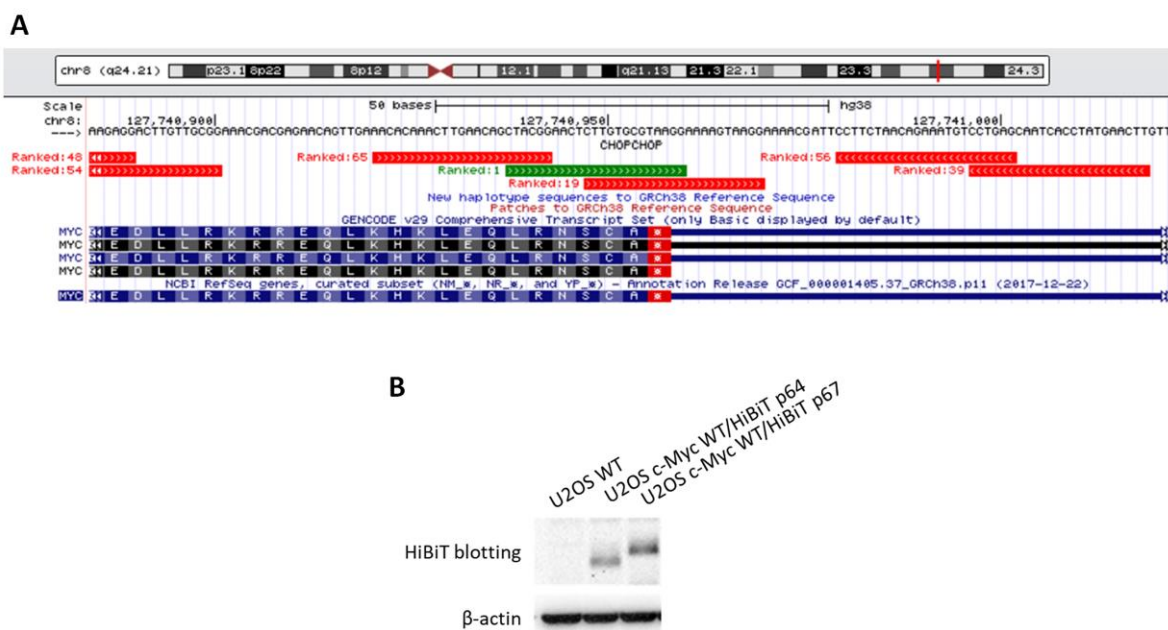 A
chr8 (q24.21) p23.1 8p22 8p12 12.1 q21.13 21.3 22.1 23.3 24.3
Scale 50 bases hg38
chr8: 127,740,900 127,740,950 127,741,000
---> AAGAGGACTTGTTGCGGAAACGACGAGAACAGTTGAAACACAAACTTGAACAGCTACGGAACTCTTGTGCGTAAGGAAAAGTAAGGAAAACGATTCCTTCTAACAGAAATGTCCTGAGCAATCACCTATGAACTTGTT
CHOPCHOP
Ranked:48 Ranked:65 Ranked:56
Ranked:54 Ranked:1 Ranked:39
Ranked:19
New haplotype sequences to GRCh38 Reference Sequence
Patches to GRCh38 Reference Sequence
GENCODE v29 Comprehensive Transcript Set (only Basic displayed by default)
MYC E D L L R K R R E Q L K H K L E Q L R N S C A *
MYC E D L L R K R R E Q L K H K L E Q L R N S C A *
MYC E D L L R K R R E Q L K H K L E Q L R N S C A *
MYC E D L L R K R R E Q L K H K L E Q L R N S C A *
NCBI RefSeq genes, curated subset (NM_*, NR_*, and YP_*) - Annotation Release GCF_000001405.37_GRCh38.p11 (2017-12-22)
MYC E D L L R K R R E Q L K H K L E Q L R N S C A *
B
U2OS WT
U2OS c-Myc WT/HiBiT p64
U2OS c-Myc WT/HiBiT p67
HiBiT blotting
β-actin